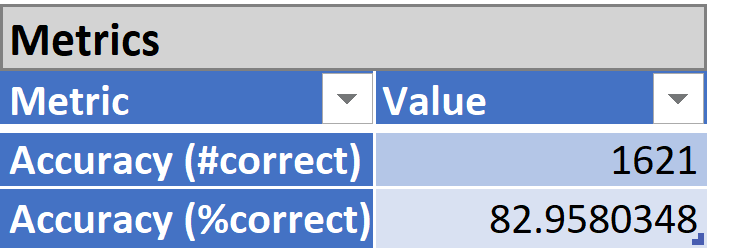 Metrics
Metric Value
Accuracy (#correct) 1621
Accuracy (%correct) 82.9580348